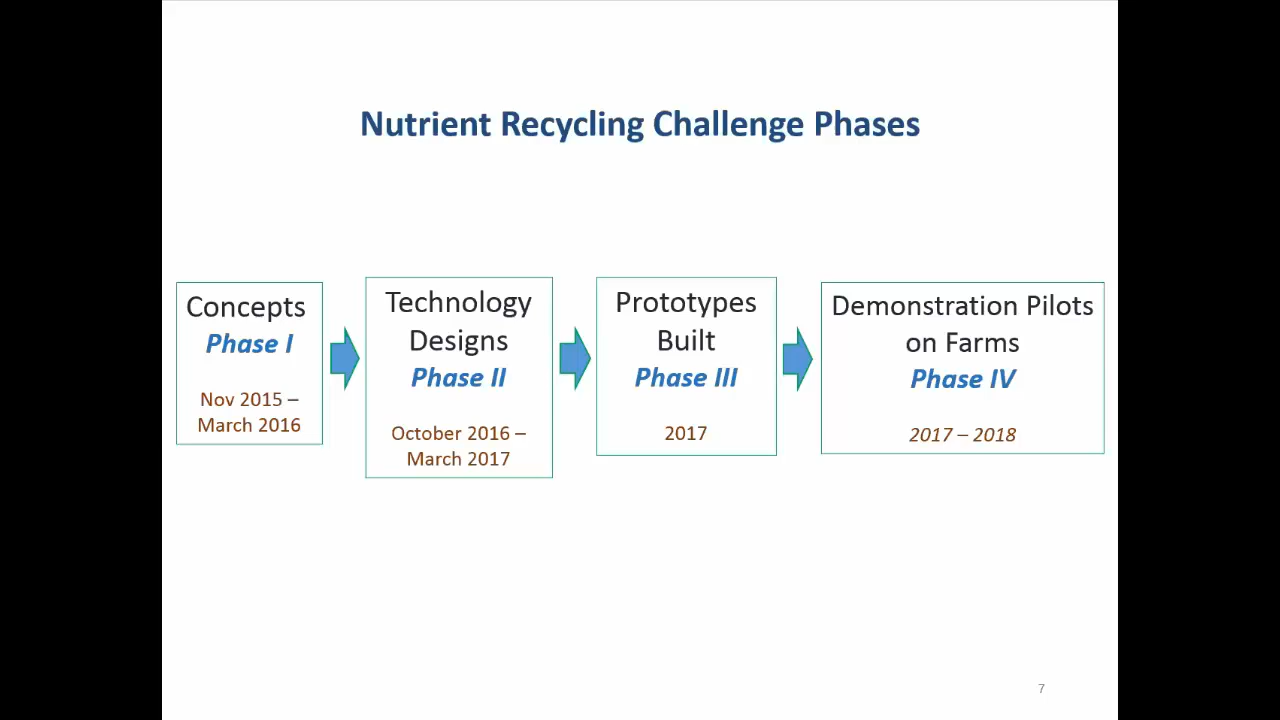 Nutrient Recycling Challenge Phases
Concepts
Phase I
Nov 2015 –
March 2016
Technology
Designs
Phase II
October 2016 –
March 2017
Prototypes
Built
Phase III
2017
Demonstration Pilots
on Farms
Phase IV
2017 – 2018
7